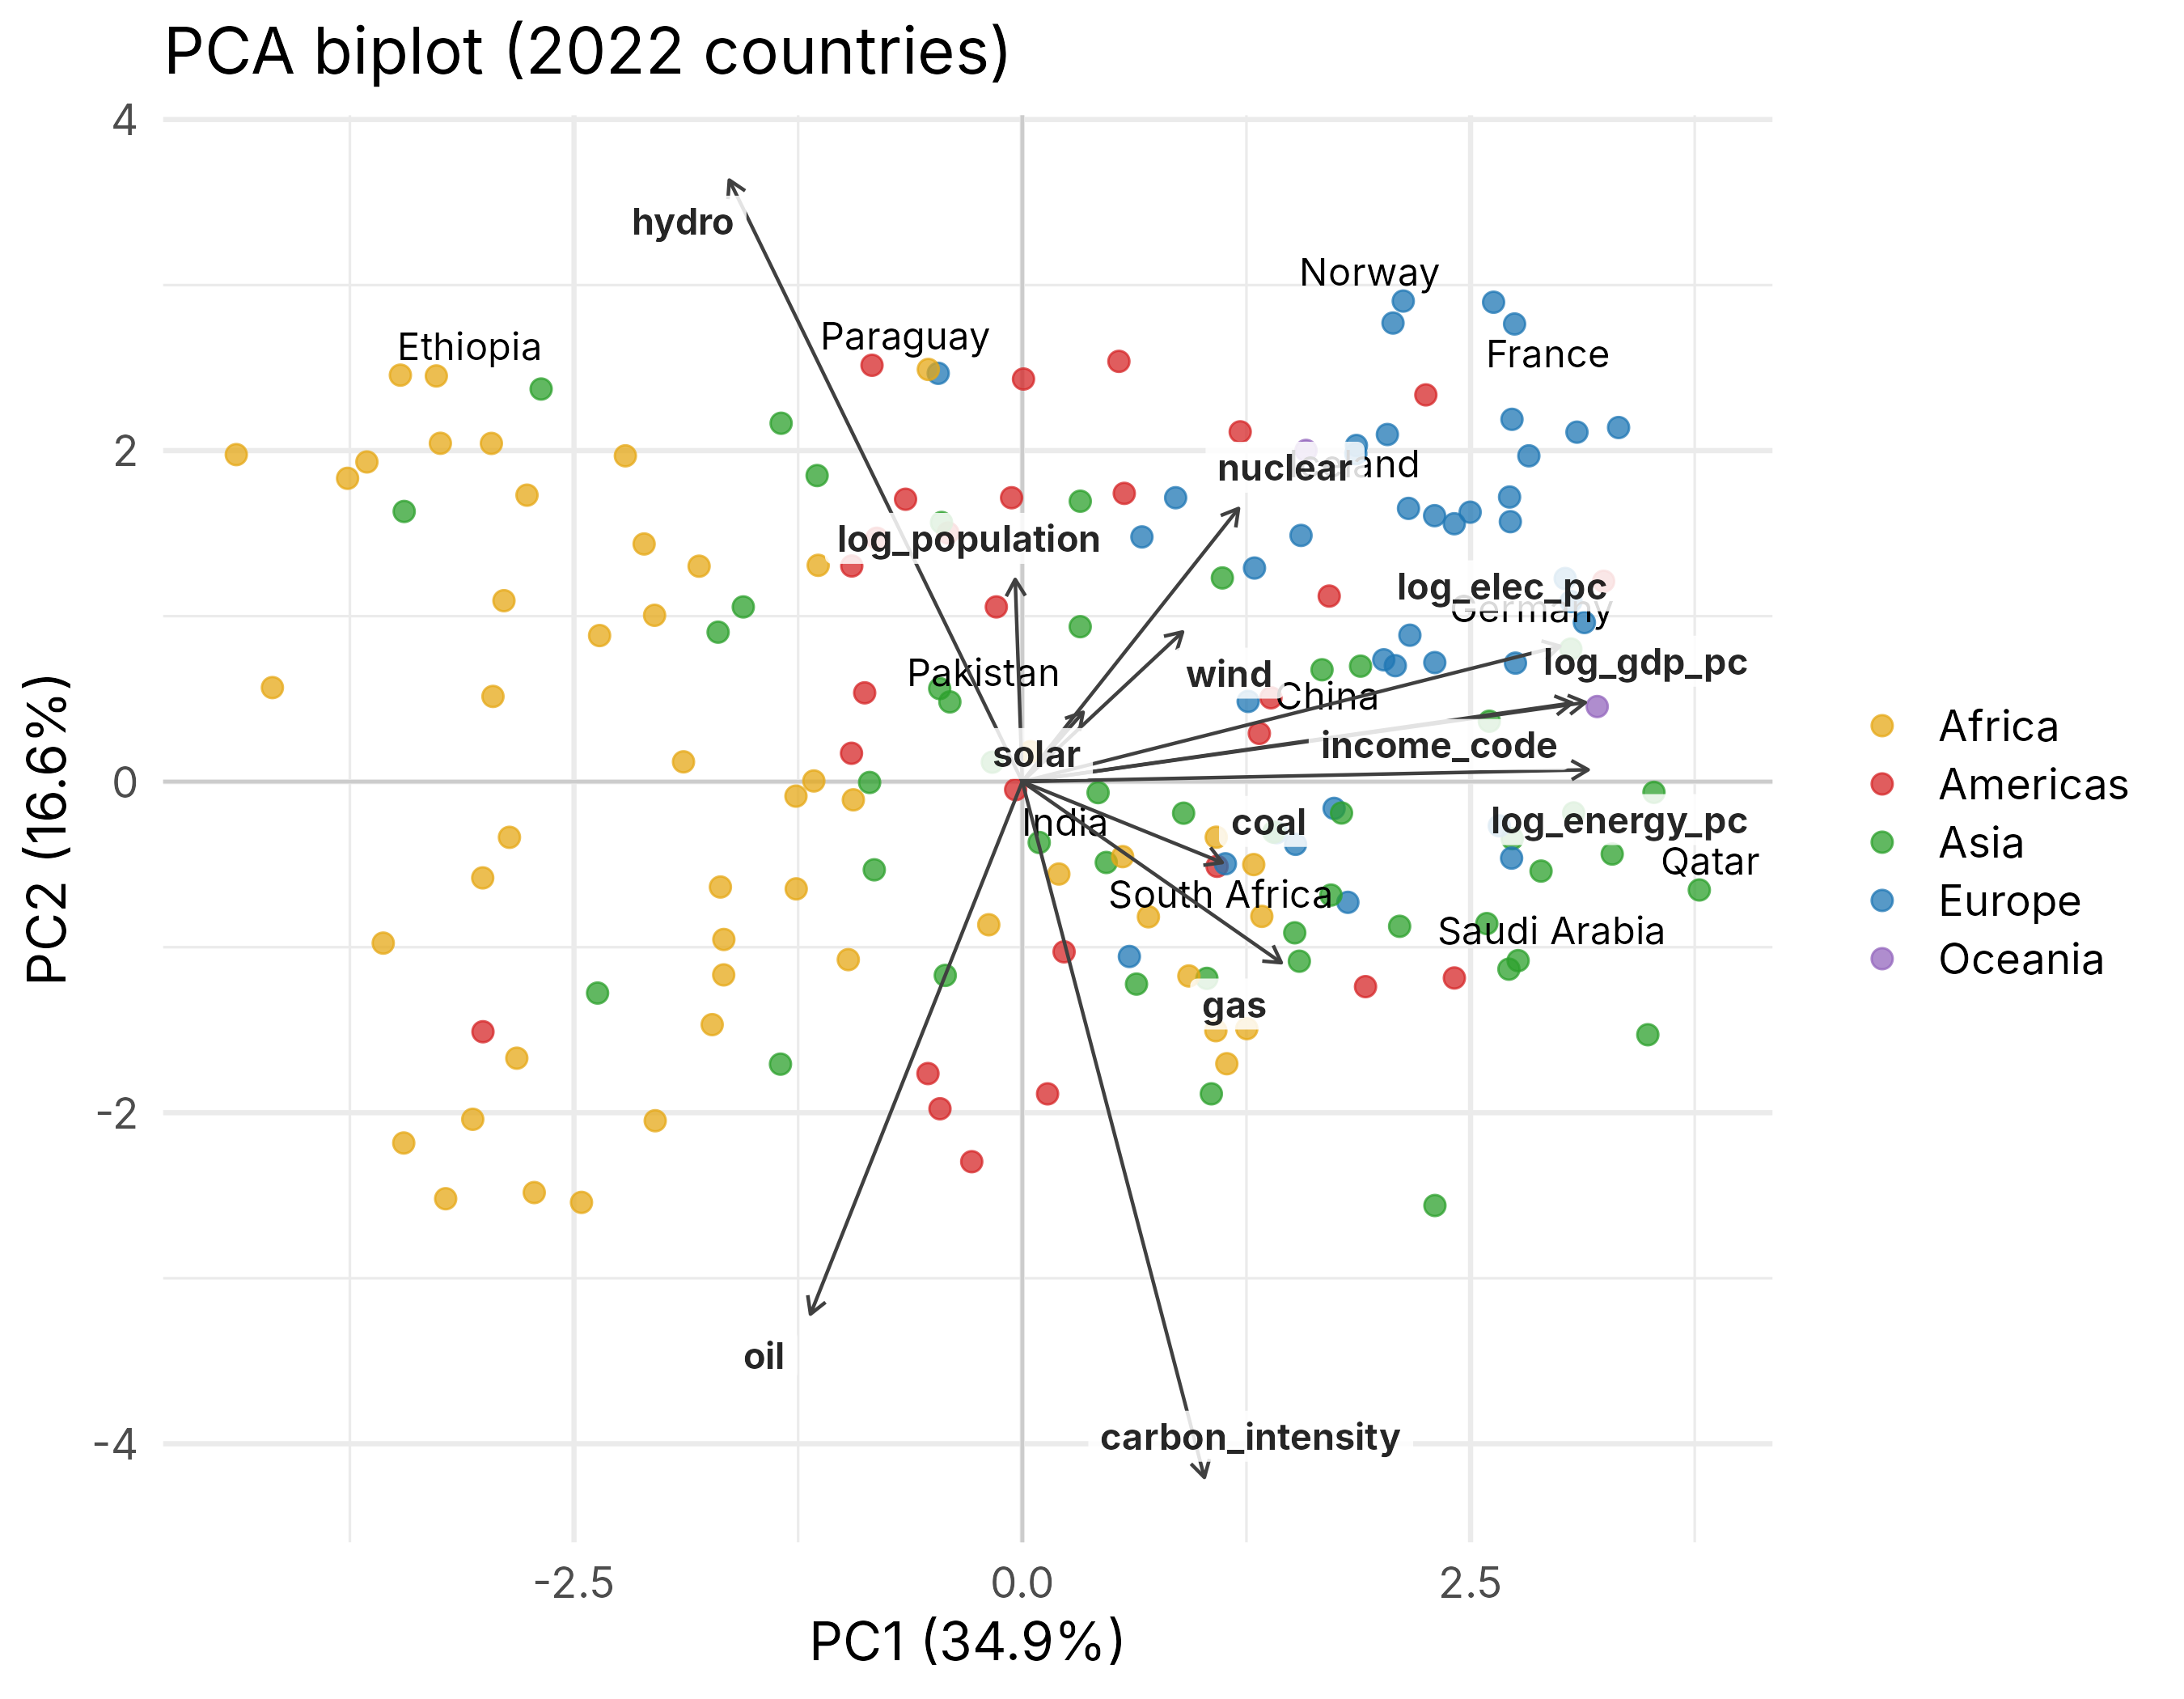 PCA biplot (2022 countries)
4
hydro
Norway
Paraguay
Ethiopia
France
2
nuclear
log_population
log_elec_pc
Germany
Pakistan
log_gdp_pc
wind
China
income_code
solar
0
India
coal
log_energy_pc
Qatar
South Africa
Saudi Arabia
gas
-2
oil
carbon_intensity
-4
-2.5
0.0
2.5
PC1 (34.9%)
PC2 (16.6%)
Africa
Americas
Asia
Europe
Oceania